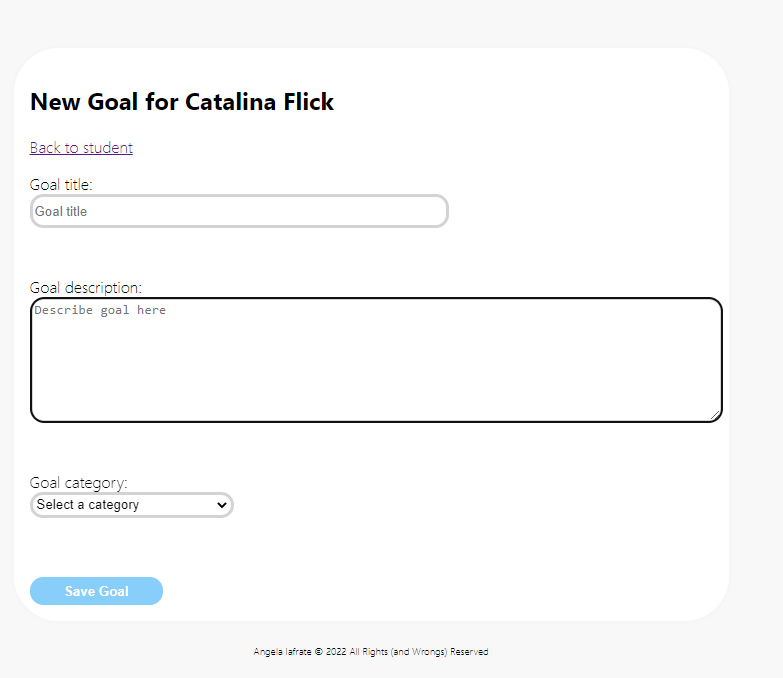 New Goal for Catalina Flick
Back to student
Goal title:
Goal title
Goal description:
Describe goal here
Goal category:
Select a category
Save Goal
Angela Iafrate © 2022 All Rights (and Wrongs) Reserved